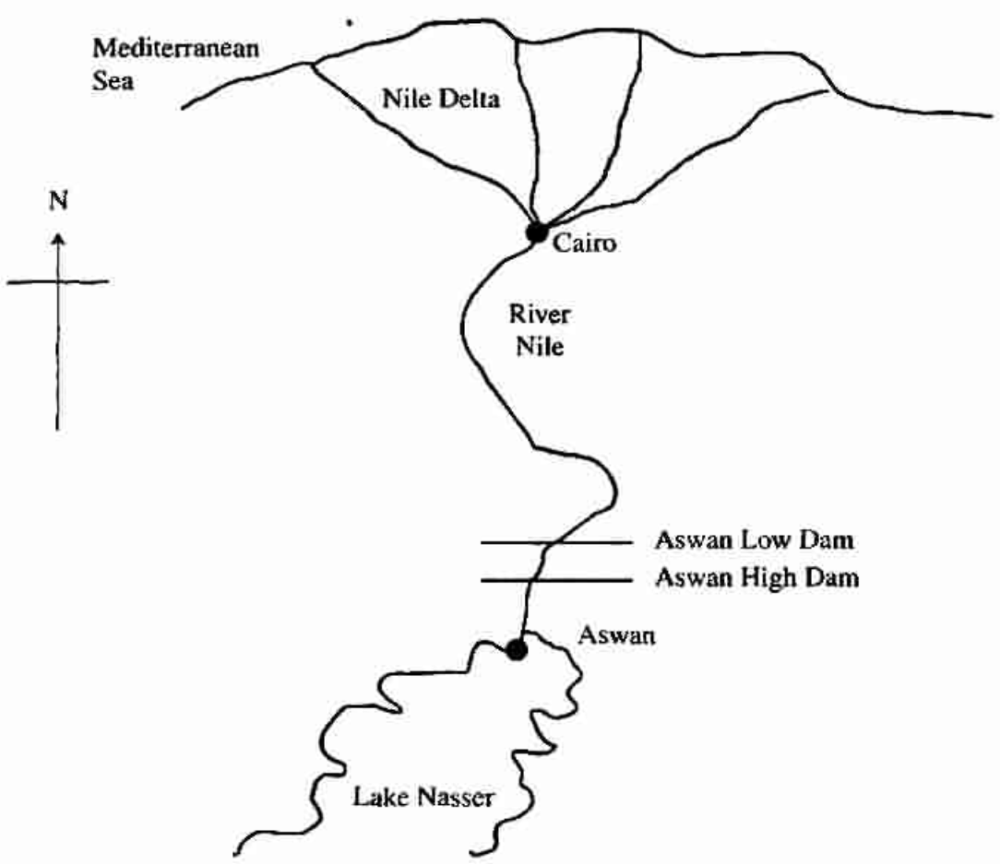 Mediterranean
Sea
Nile Delta
N
Cairo
River
Nile
Aswan Low Dam
Aswan High Dam
Aswan
Lake Nasser